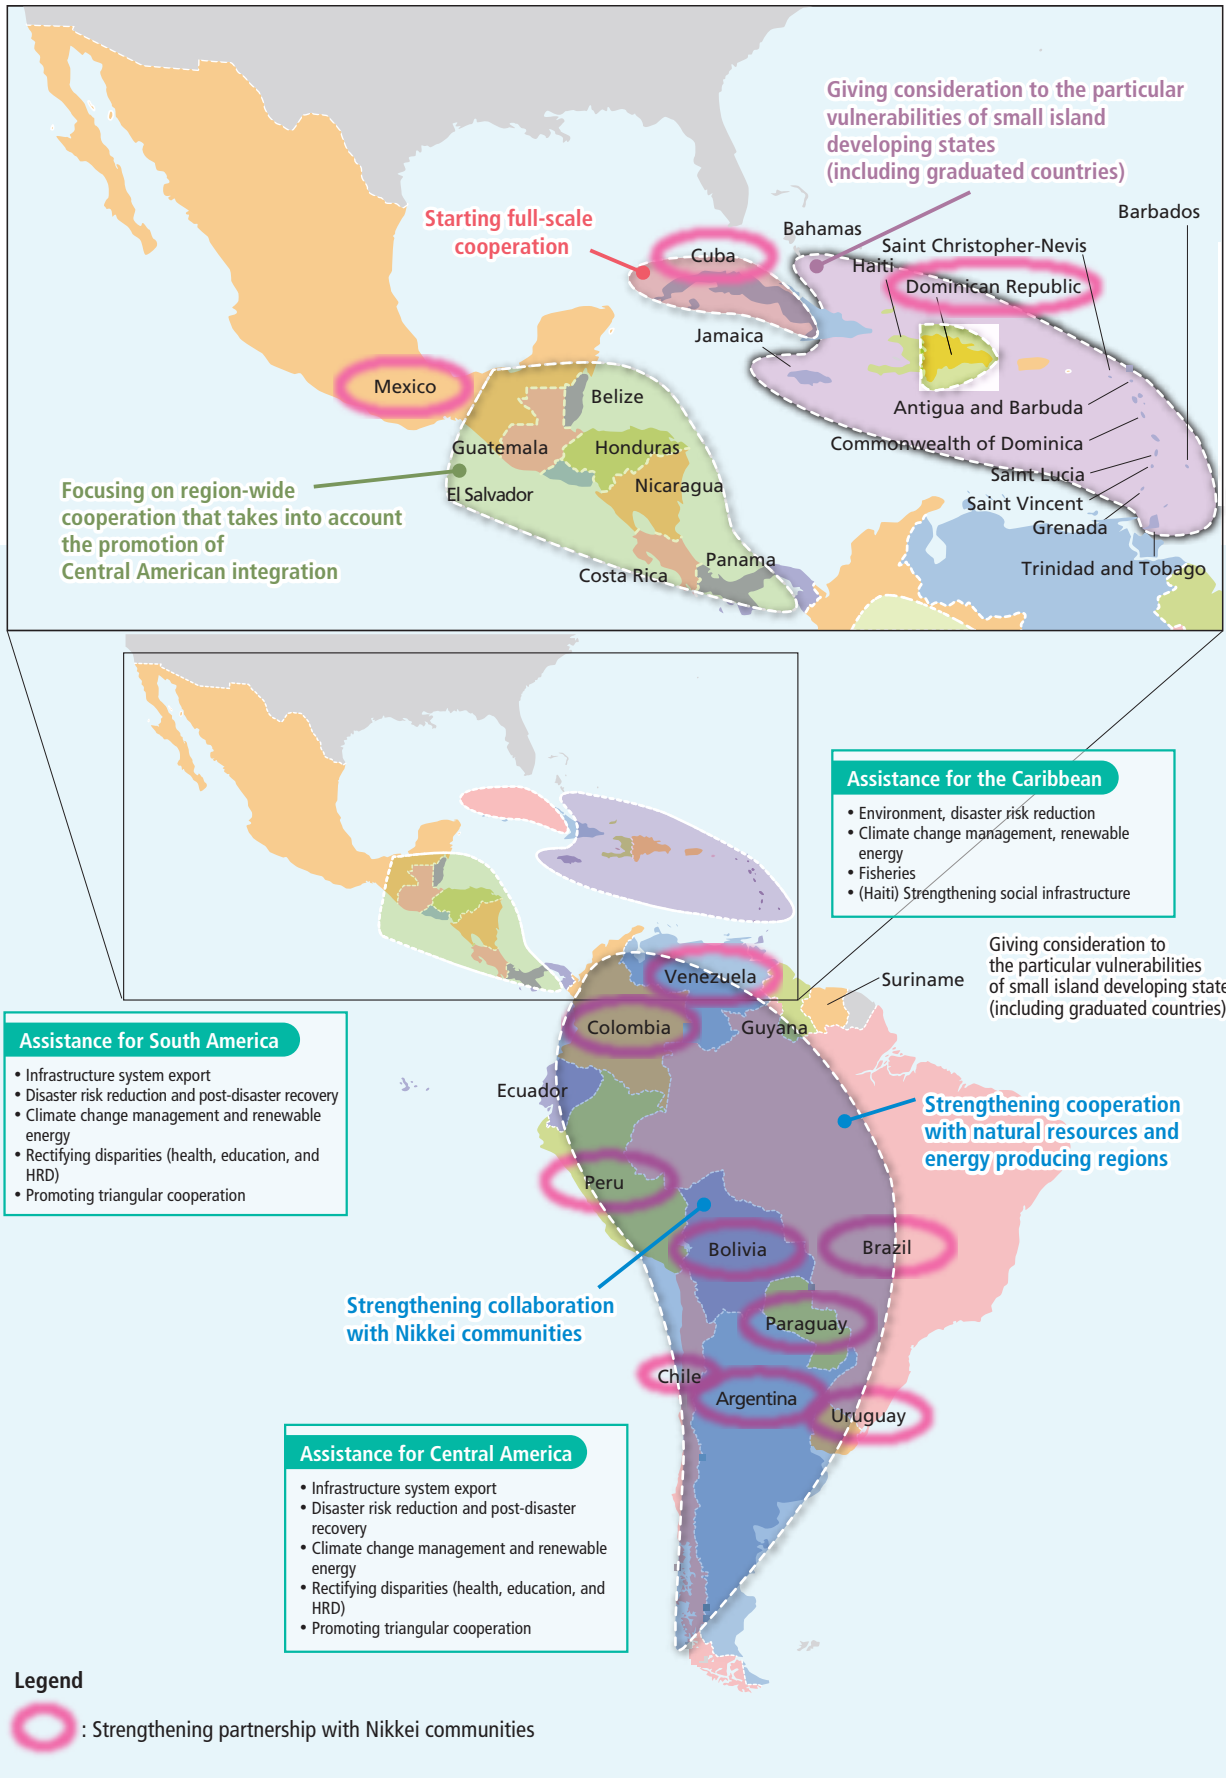 Giving consideration to the particular
vulnerabilities of small island
developing states
(including graduated countries)
Starting full-scale
cooperation
Barbados
Bahamas
Saint Christopher-Nevis
Cuba
Haiti
Dominican Republic
Jamaica
Mexico
Belize
Antigua and Barbuda
Guatemala
Honduras
Commonwealth of Dominica
Saint Lucia
Nicaragua
El Salvador
Saint Vincent
Grenada
Focusing on region-wide
cooperation that takes into account
the promotion of
Central American integration
Panama
Costa Rica
Trinidad and Tobago
Assistance for the Caribbean
• Environment, disaster risk reduction
• Climate change management, renewable
energy
• Fisheries
• (Haiti) Strengthening social infrastructure
Giving consideration to
the particular vulnerabilities
of small island developing state
(including graduated countries)
Venezuela
Suriname
Colombia
Guyana
Assistance for South America
• Infrastructure system export
• Disaster risk reduction and post-disaster recovery
• Climate change management and renewable
energy
• Rectifying disparities (health, education, and
HRD)
• Promoting triangular cooperation
Ecuador
Strengthening cooperation
with natural resources and
energy producing regions
Peru
Bolivia
Brazil
Strengthening collaboration
with Nikkei communities
Paraguay
Chile
Argentina
Uruguay
Assistance for Central America
• Infrastructure system export
• Disaster risk reduction and post-disaster
recovery
• Climate change management and renewable
energy
• Rectifying disparities (health, education, and
HRD)
• Promoting triangular cooperation
Legend
: Strengthening partnership with Nikkei communities